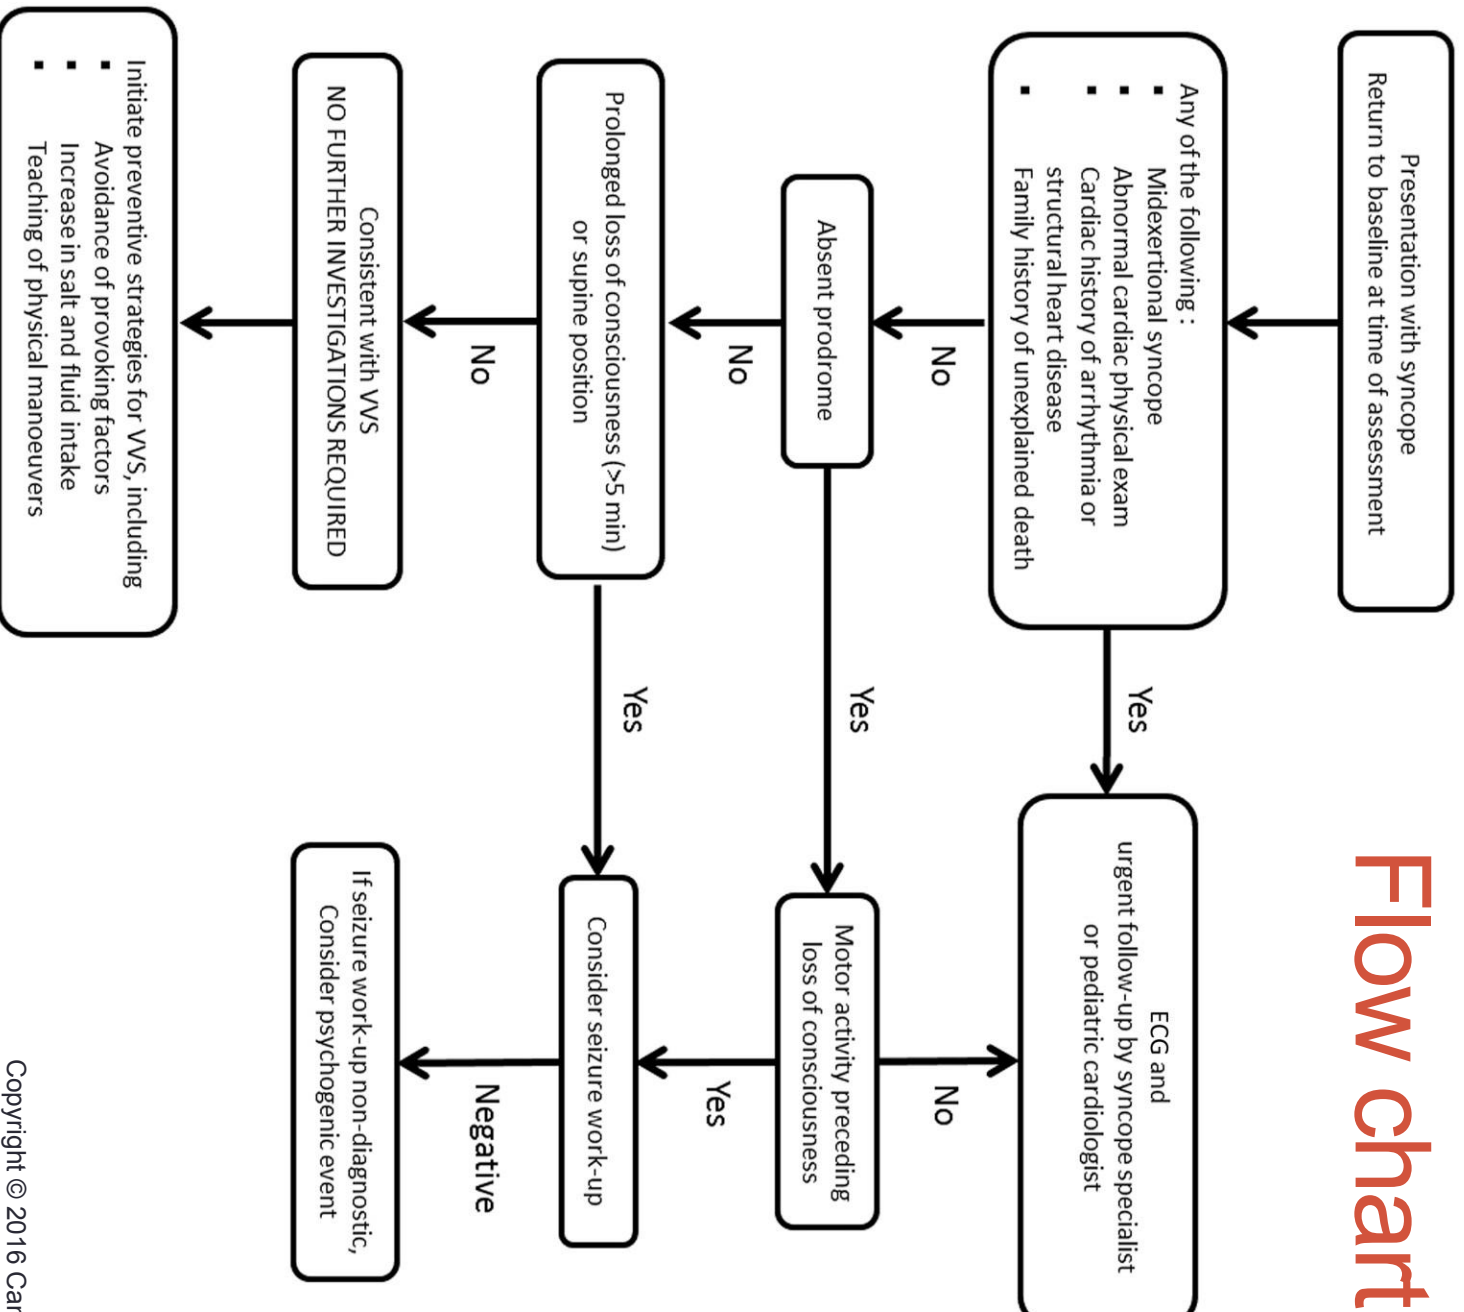 Flow chart
Presentation with syncope
Return to baseline at time of assessment
Any of the following :
▪ Midexertional syncope
▪ Abnormal cardiac physical exam
▪ Cardiac history of arrhythmia or
structural heart disease
▪ Family history of unexplained death
Yes
ECG and
urgent follow-up by syncope specialist
or pediatric cardiologist
No
No
Absent prodrome
Yes
Motor activity preceding
loss of consciousness
No
Yes
Prolonged loss of consciousness (>5 min)
or supine position
Yes
Consider seizure work-up
No
Negative
Consistent with VVS
NO FURTHER INVESTIGATIONS REQUIRED
If seizure work-up non-diagnostic,
Consider psychogenic event
Initiate preventive strategies for VVS, including
▪ Avoidance of provoking factors
▪ Increase in salt and fluid intake
▪ Teaching of physical manoeuvers
Copyright © 2016